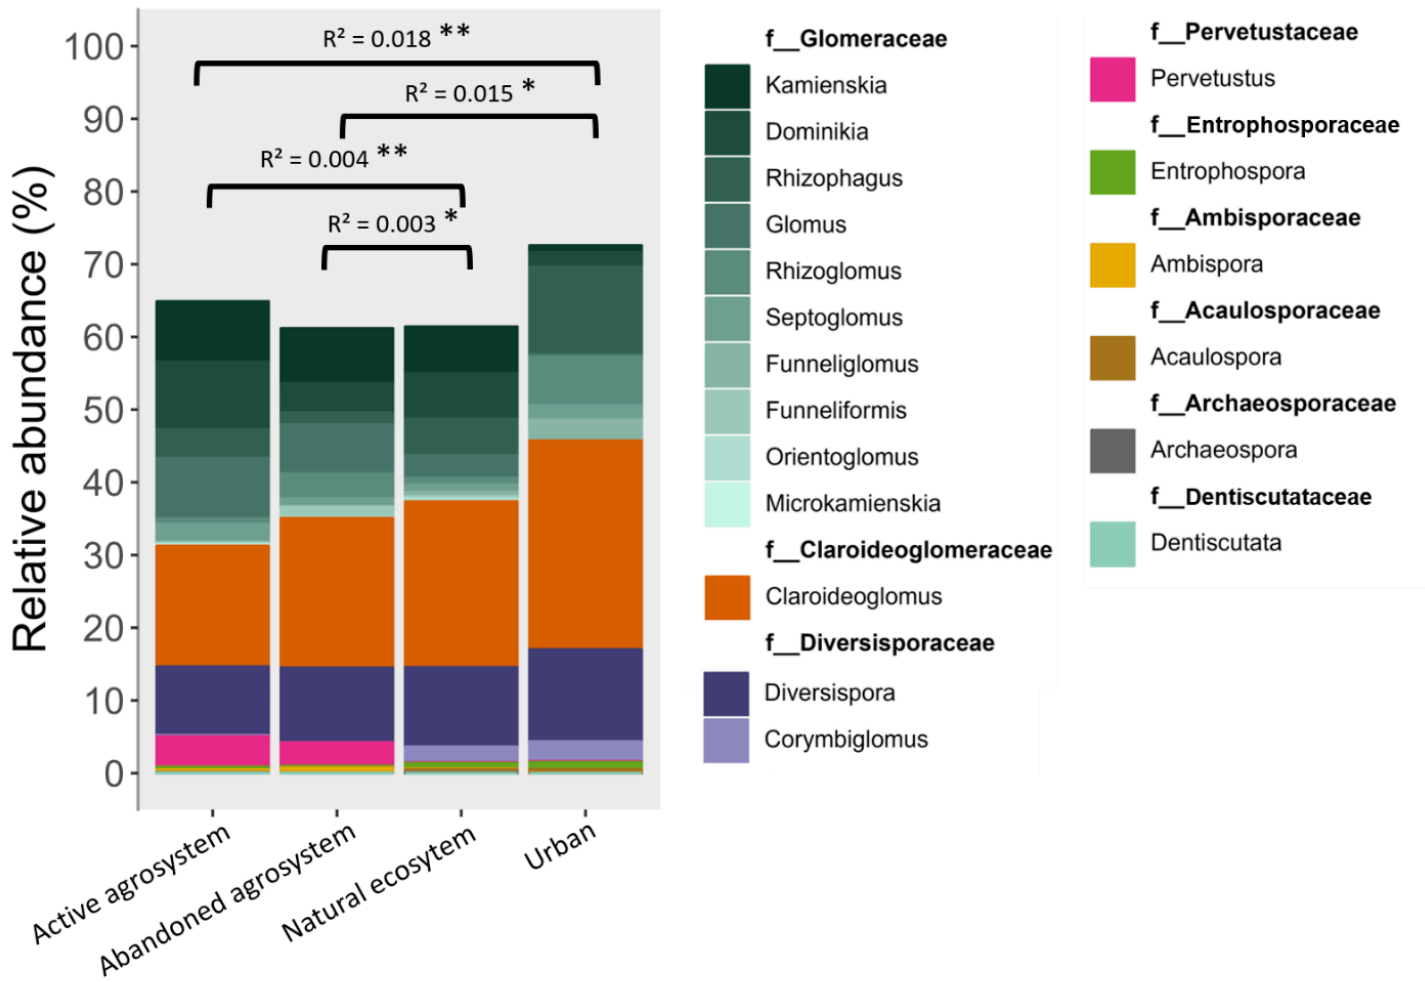 Relative abundance (%)
100
90
80
70
60
50
40
30
20
10
0
R² = 0.018 **
R² = 0.015 *
R² = 0.004 **
R² = 0.003 *
Active agrosystem
Abandoned agrosystem
Natural ecosytem
Urban
f__Glomeraceae
Kamienskia
Dominikia
Rhizophagus
Glomus
Rhizoglomus
Septoglomus
Funneliglomus
Funneliformis
Orientoglomus
Microkamienskia
f__Claroideoglomeraceae
Claroideoglomus
f__Diversisporaceae
Diversispora
Corymbiglomus
f__Pervetustaceae
Pervetustus
f__Entrophosporaceae
Entrophospora
f__Ambisporaceae
Ambispora
f__Acaulosporaceae
Acaulospora
f__Archaeosporaceae
Archaeospora
f__Dentiscutataceae
Dentiscutata